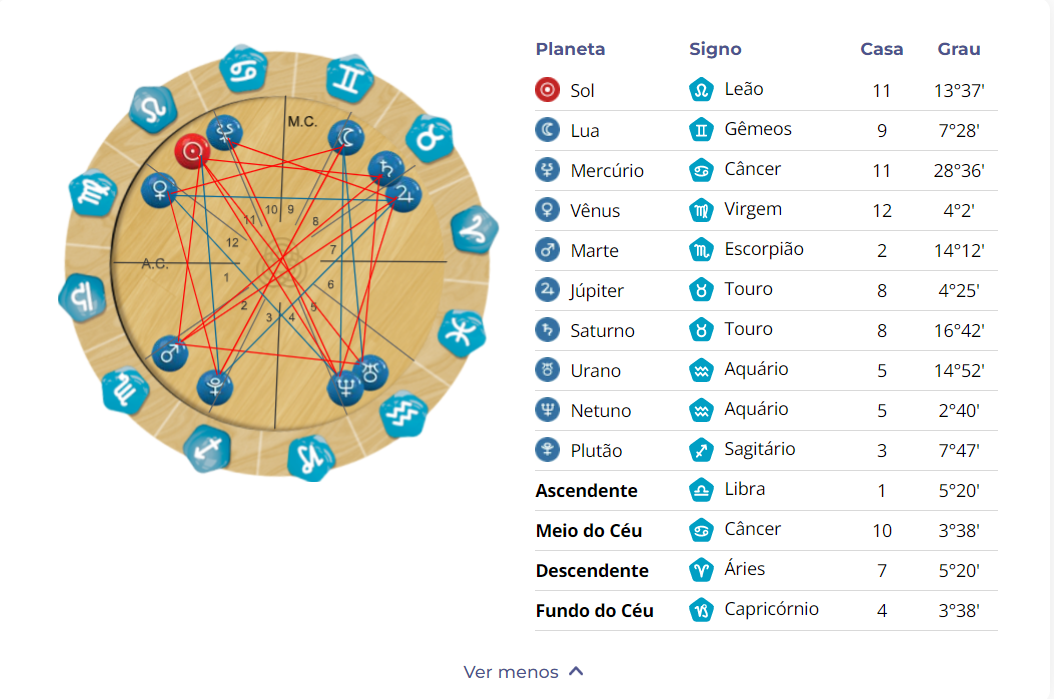 M.C.
10 9
11 8
12 7
A.C.
1 6
2 5
3 4
Planeta Signo Casa Grau
Sol Leão 11 13°37'
Lua Gêmeos 9 7°28'
Mercúrio Câncer 11 28°36'
Vênus Virgem 12 4°2'
Marte Escorpião 2 14°12'
Júpiter Touro 8 4°25'
Saturno Touro 8 16°42'
Urano Aquário 5 14°52'
Netuno Aquário 5 2°40'
Plutão Sagitário 3 7°47'
Ascendente Libra 1 5°20'
Meio do Céu Câncer 10 3°38'
Descendente Áries 7 5°20'
Fundo do Céu Capricórnio 4 3°38'
Ver menos